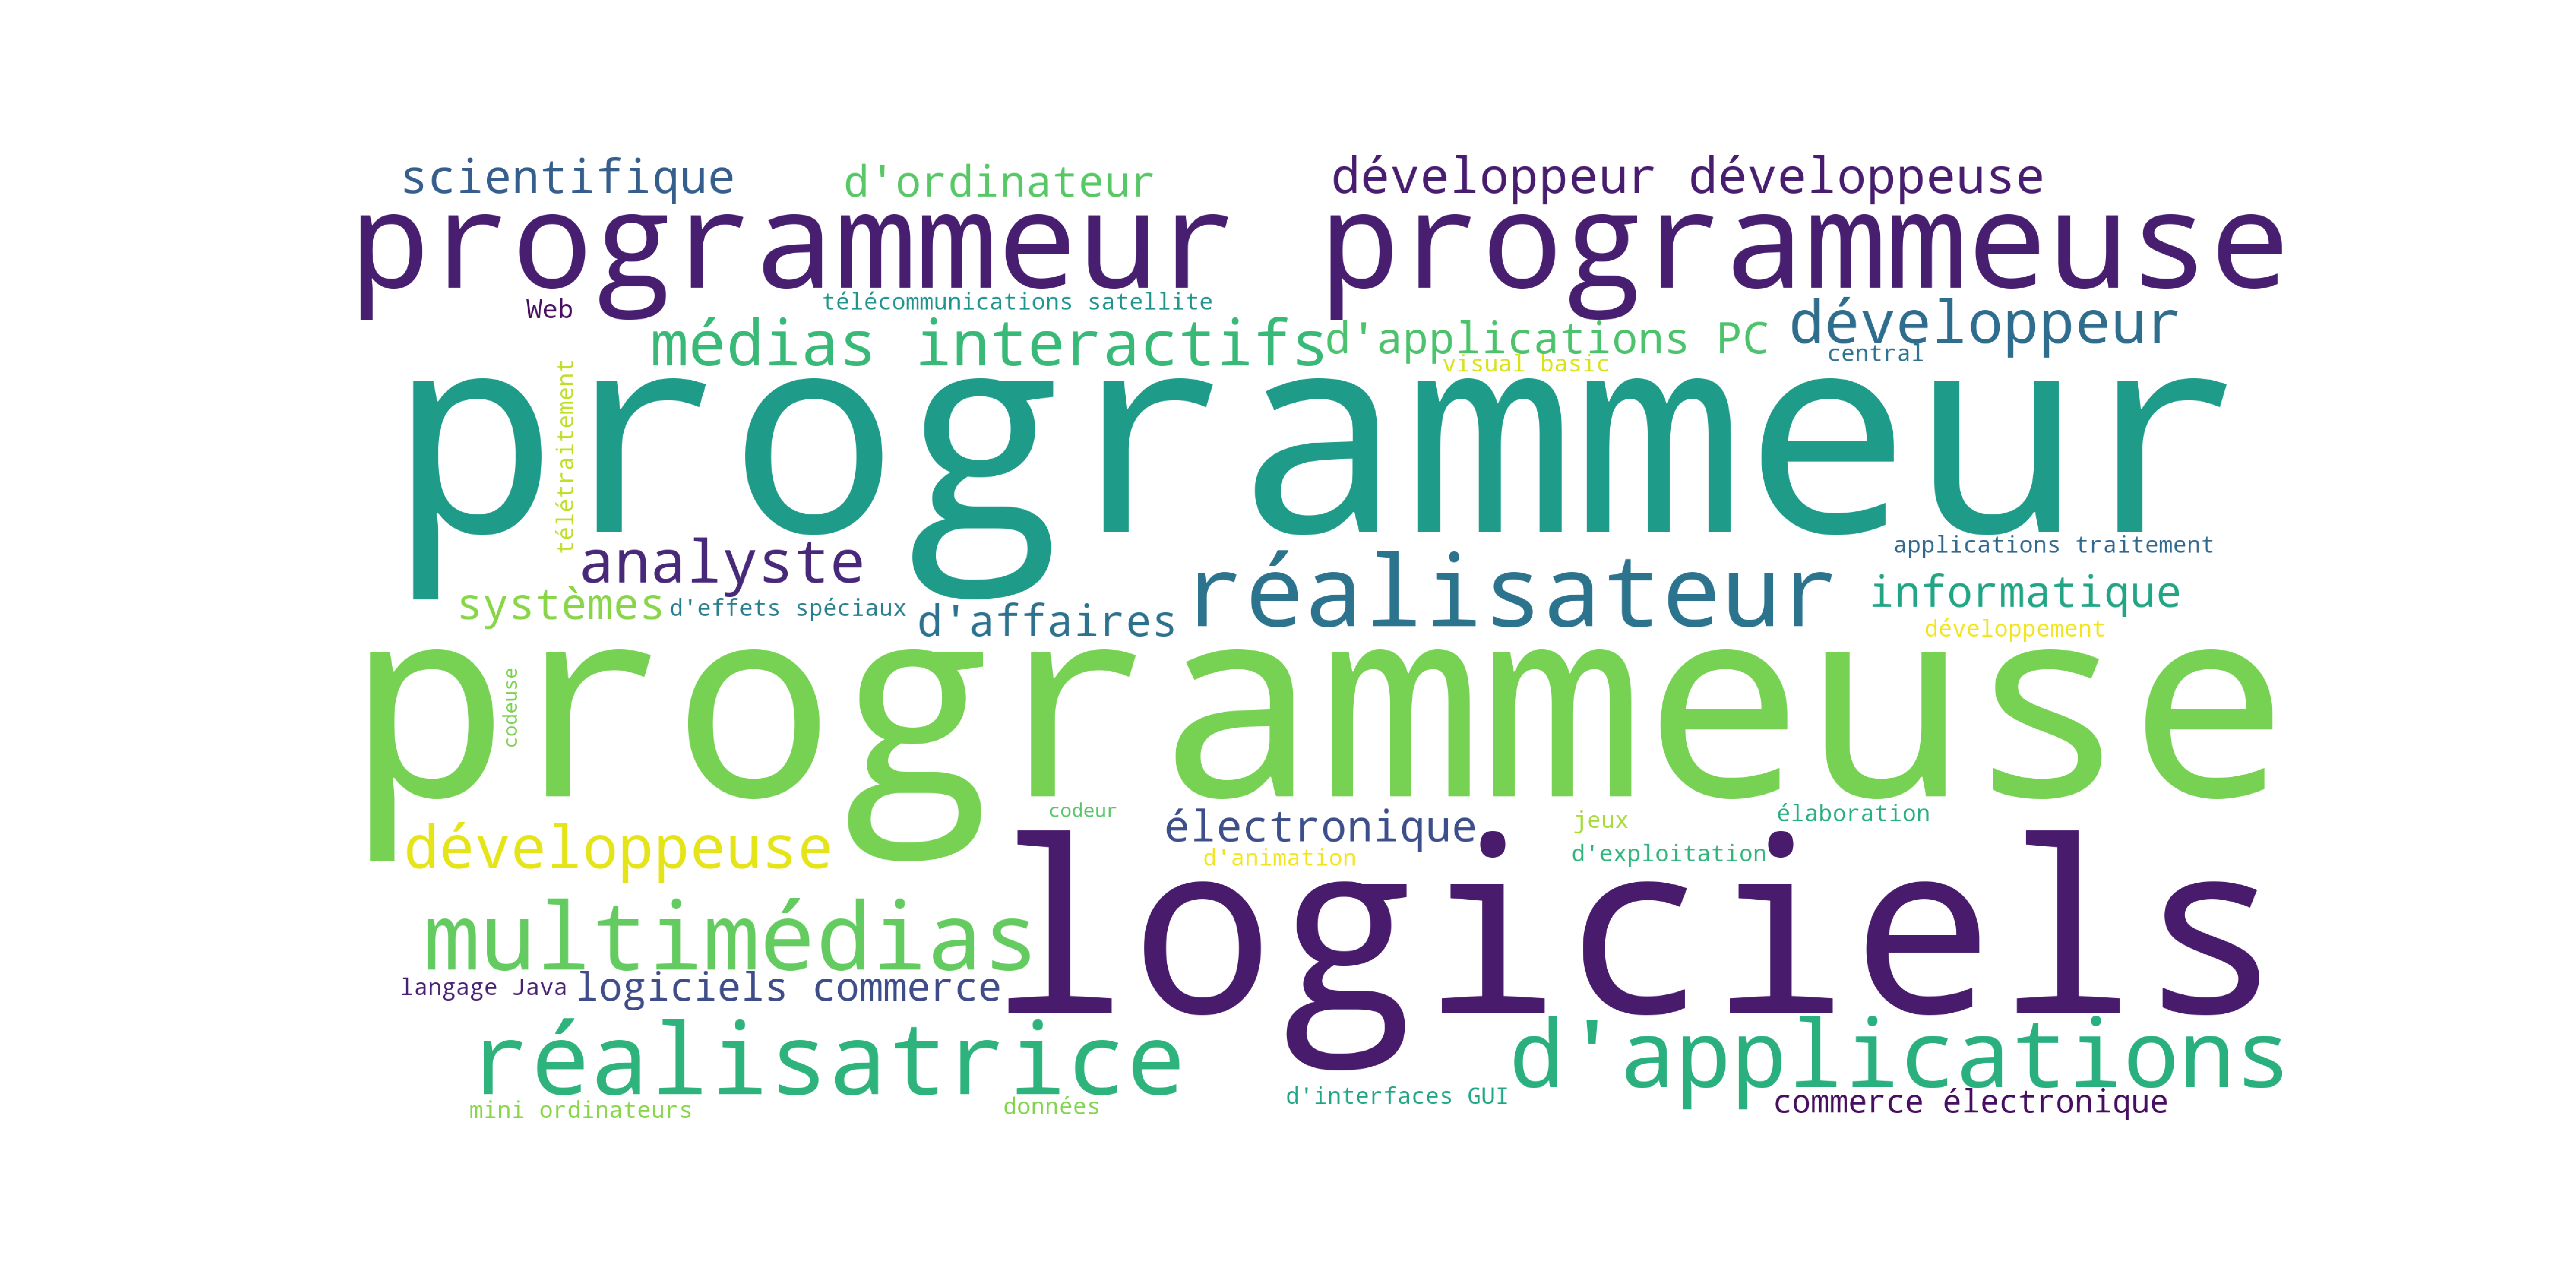 scientifique
d'ordinateur
développeur développeuse
programmeur programmeuse
Web
télécommunications satellite
médias interactifs
d'applications PC
développeur
visual basic
central
télétraitement
programmeur
analyste
applications traitement
systèmes
d'effets spéciaux
d'affaires
réalisateur
informatique
développement
programmeuse
codeuse
codeur
électronique
jeux
élaboration
développeuse
d'animation
d'exploitation
logiciels
multimédias
langage Java
logiciels commerce
réalisatrice
d'applications
mini ordinateurs
données
d'interfaces GUI
commerce électronique